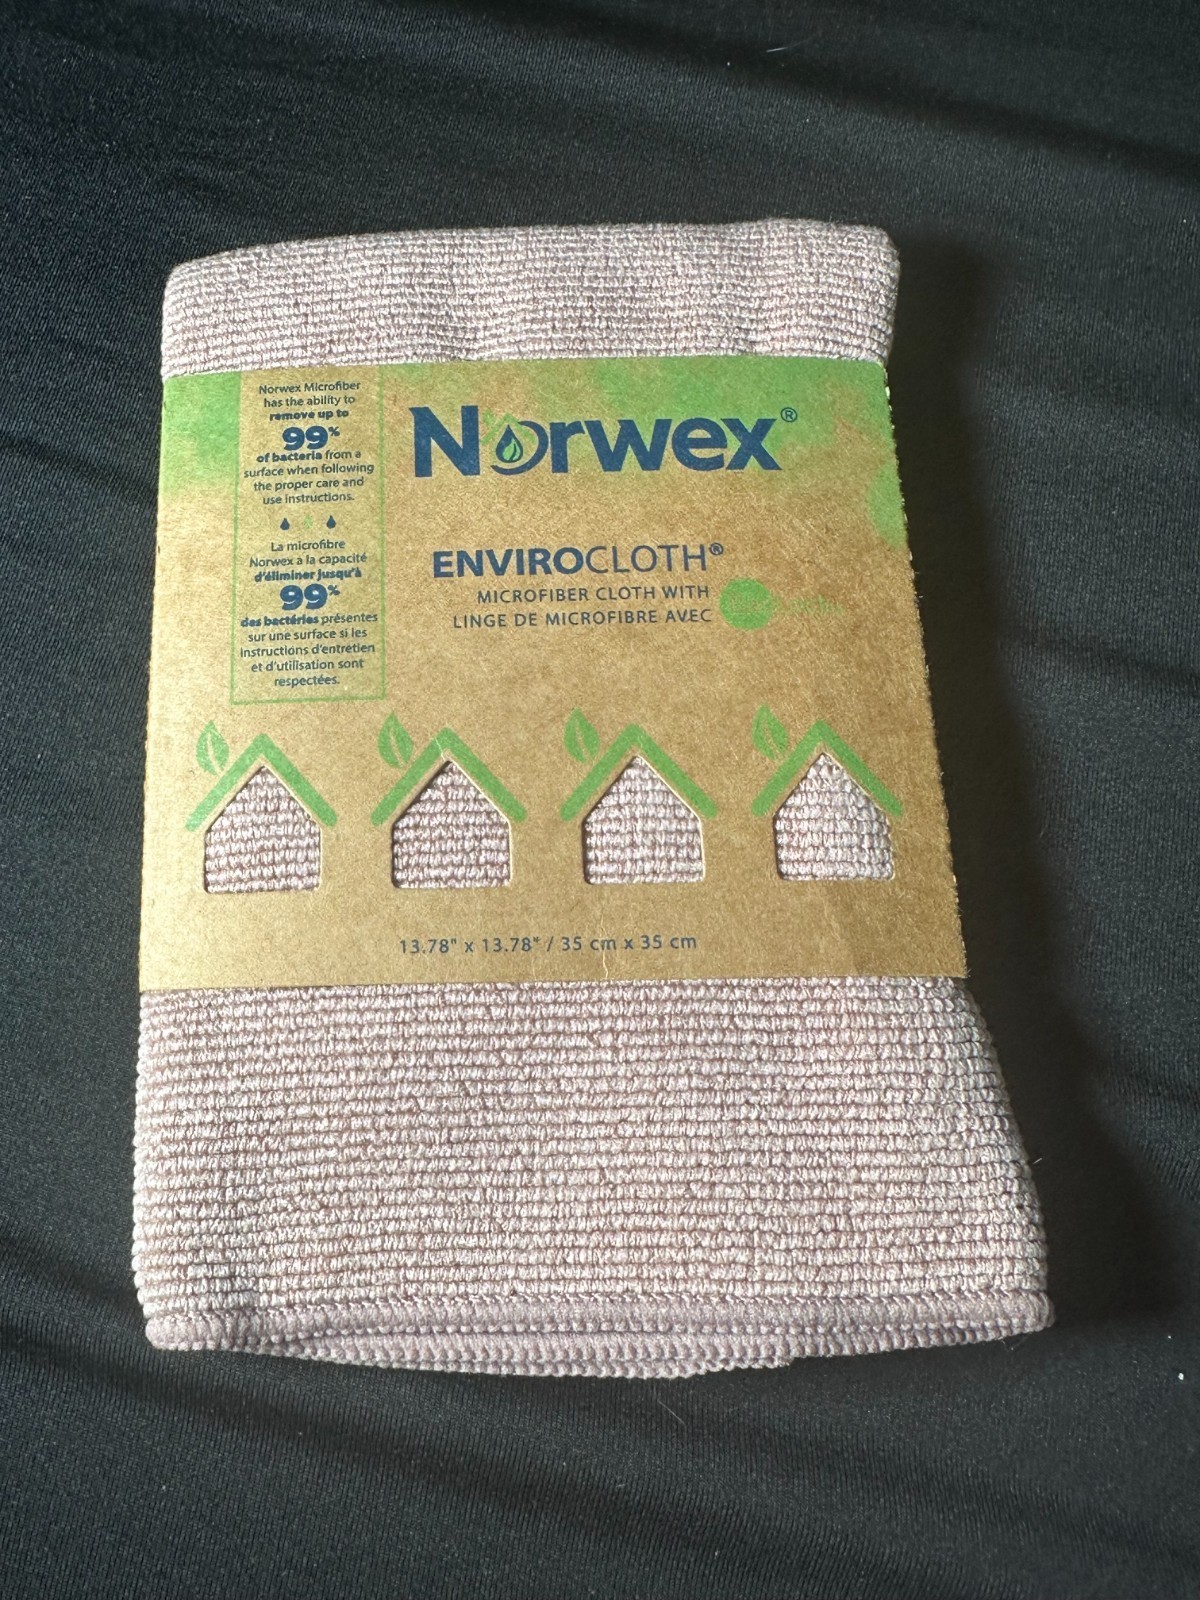 Norwex Microfiber
has the ability to
remove up to
99%
of bacteria from a
surface when following
the proper care and
use instructions.
La microfibre
Norwex a la capacité
d'éliminer jusqu'à
99%
des bactéries présentes
sur une surface si les
instructions d'entretien
et d'utilisation sont
respectées.
Norwex®
ENVIROCLOTH®
MICROFIBER CLOTH WITH
LINGE DE MICROFIBRE AVEC
13.78" x 13.78" / 35 cm x 35 cm